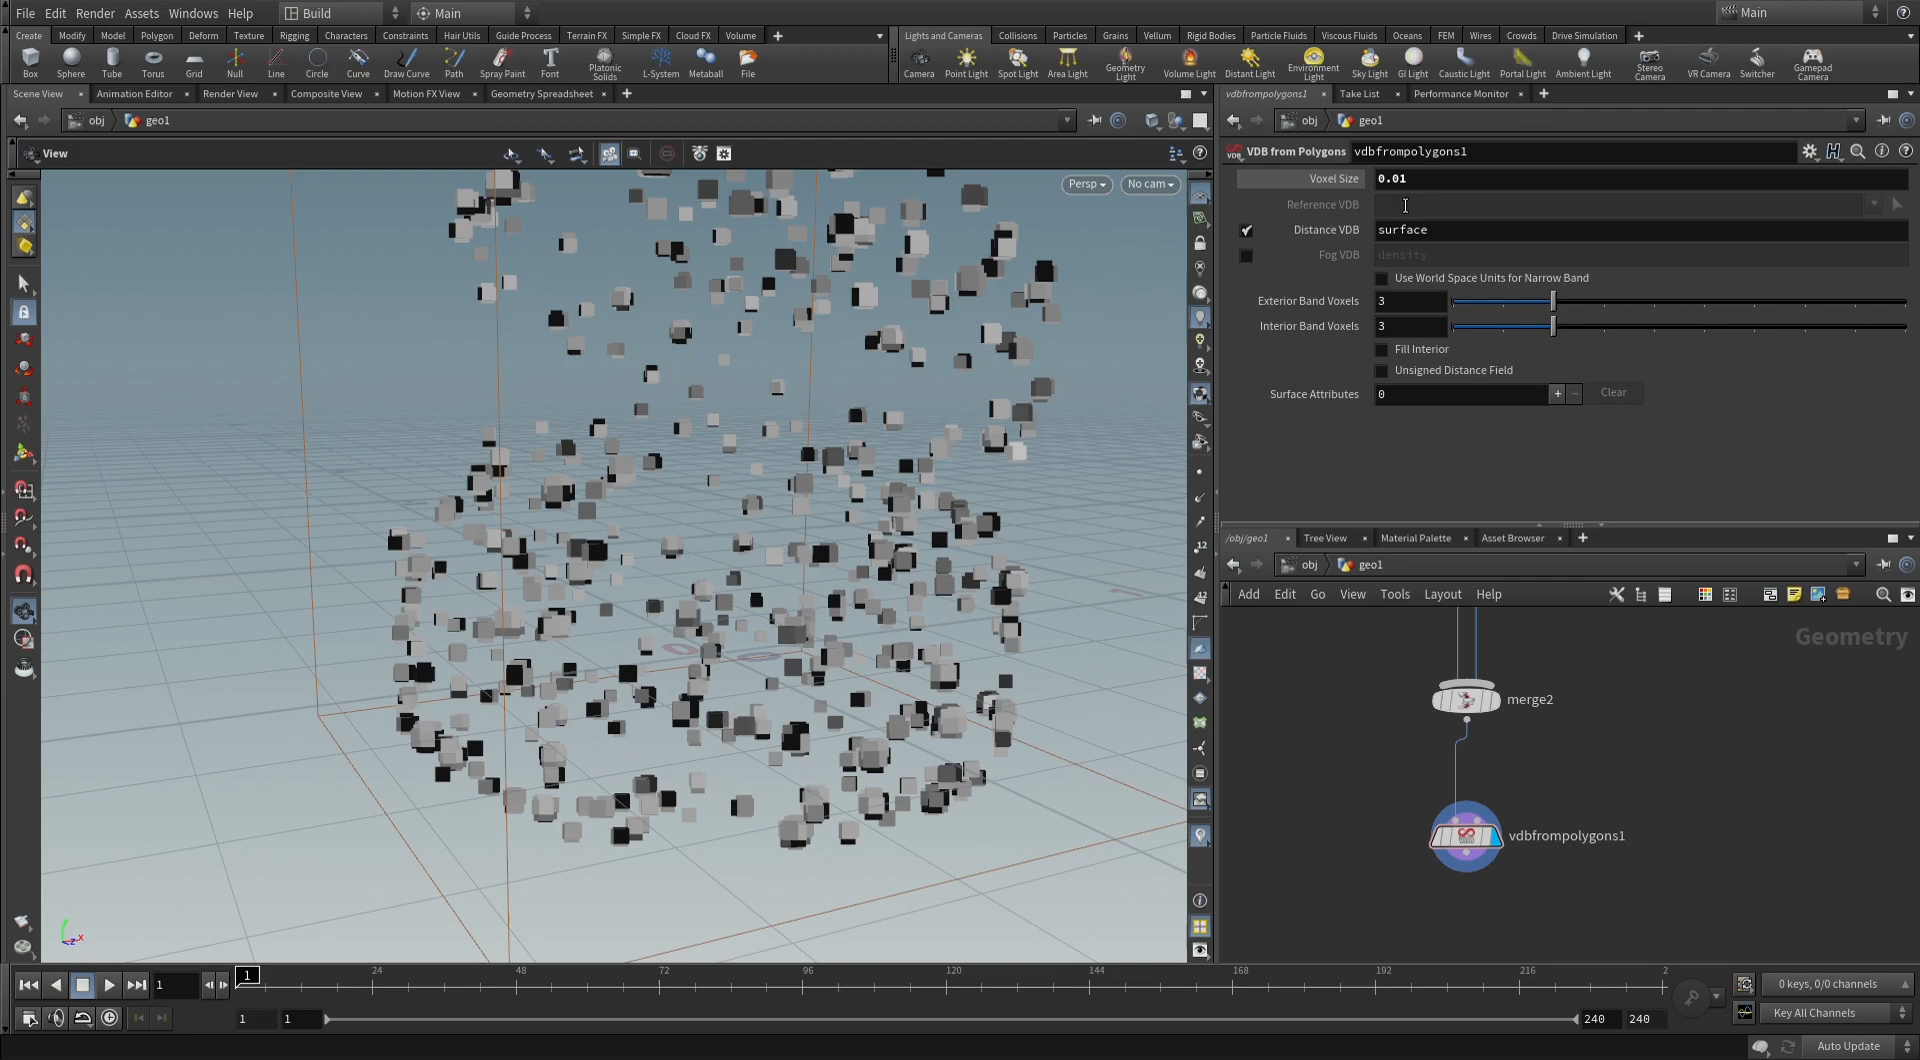 File Edit Render Assets Windows Help Build Main Main
Create Modify Model Polygon Deform Texture Rigging Characters Constraints Hair Utils Guide Process Terrain FX Simple FX Cloud FX Volume
Lights and Cameras Collisions Particles Grains Vellum Rigid Bodies Particle Fluids Viscous Fluids Oceans FEM Wires Crowds Drive Simulation
Box Sphere Tube Torus Grid Null Line Circle Curve Draw Curve Path Spray Paint Font Platonic Solids L-System Metaball File
Camera Point Light Spot Light Area Light Geometry Light Volume Light Distant Light Environment Light Sky Light GI Light Caustic Light Portal Light Ambient Light Stereo Camera VR Camera Switcher Gamepad Camera
Scene View Animation Editor Render View Composite View Motion FX View Geometry Spreadsheet
vdbfrompolygons1 Take List Performance Monitor
obj geo1
obj geo1
View
Persp No cam
VDB from Polygons vdbfrompolygons1
Voxel Size 0.01
Reference VDB
Distance VDB surface
Fog VDB density
Use World Space Units for Narrow Band
Exterior Band Voxels 3
Interior Band Voxels 3
Fill Interior
Unsigned Distance Field
Surface Attributes 0 + - Clear
/obj/geo1 Tree View Material Palette Asset Browser
obj geo1
Add Edit Go View Tools Layout Help
Geometry
merge2
vdbfrompolygons1
z x
1 1 24 48 72 96 120 144 168 192 216 2
1 1 240 240
0 keys, 0/0 channels
Key All Channels
Auto Update